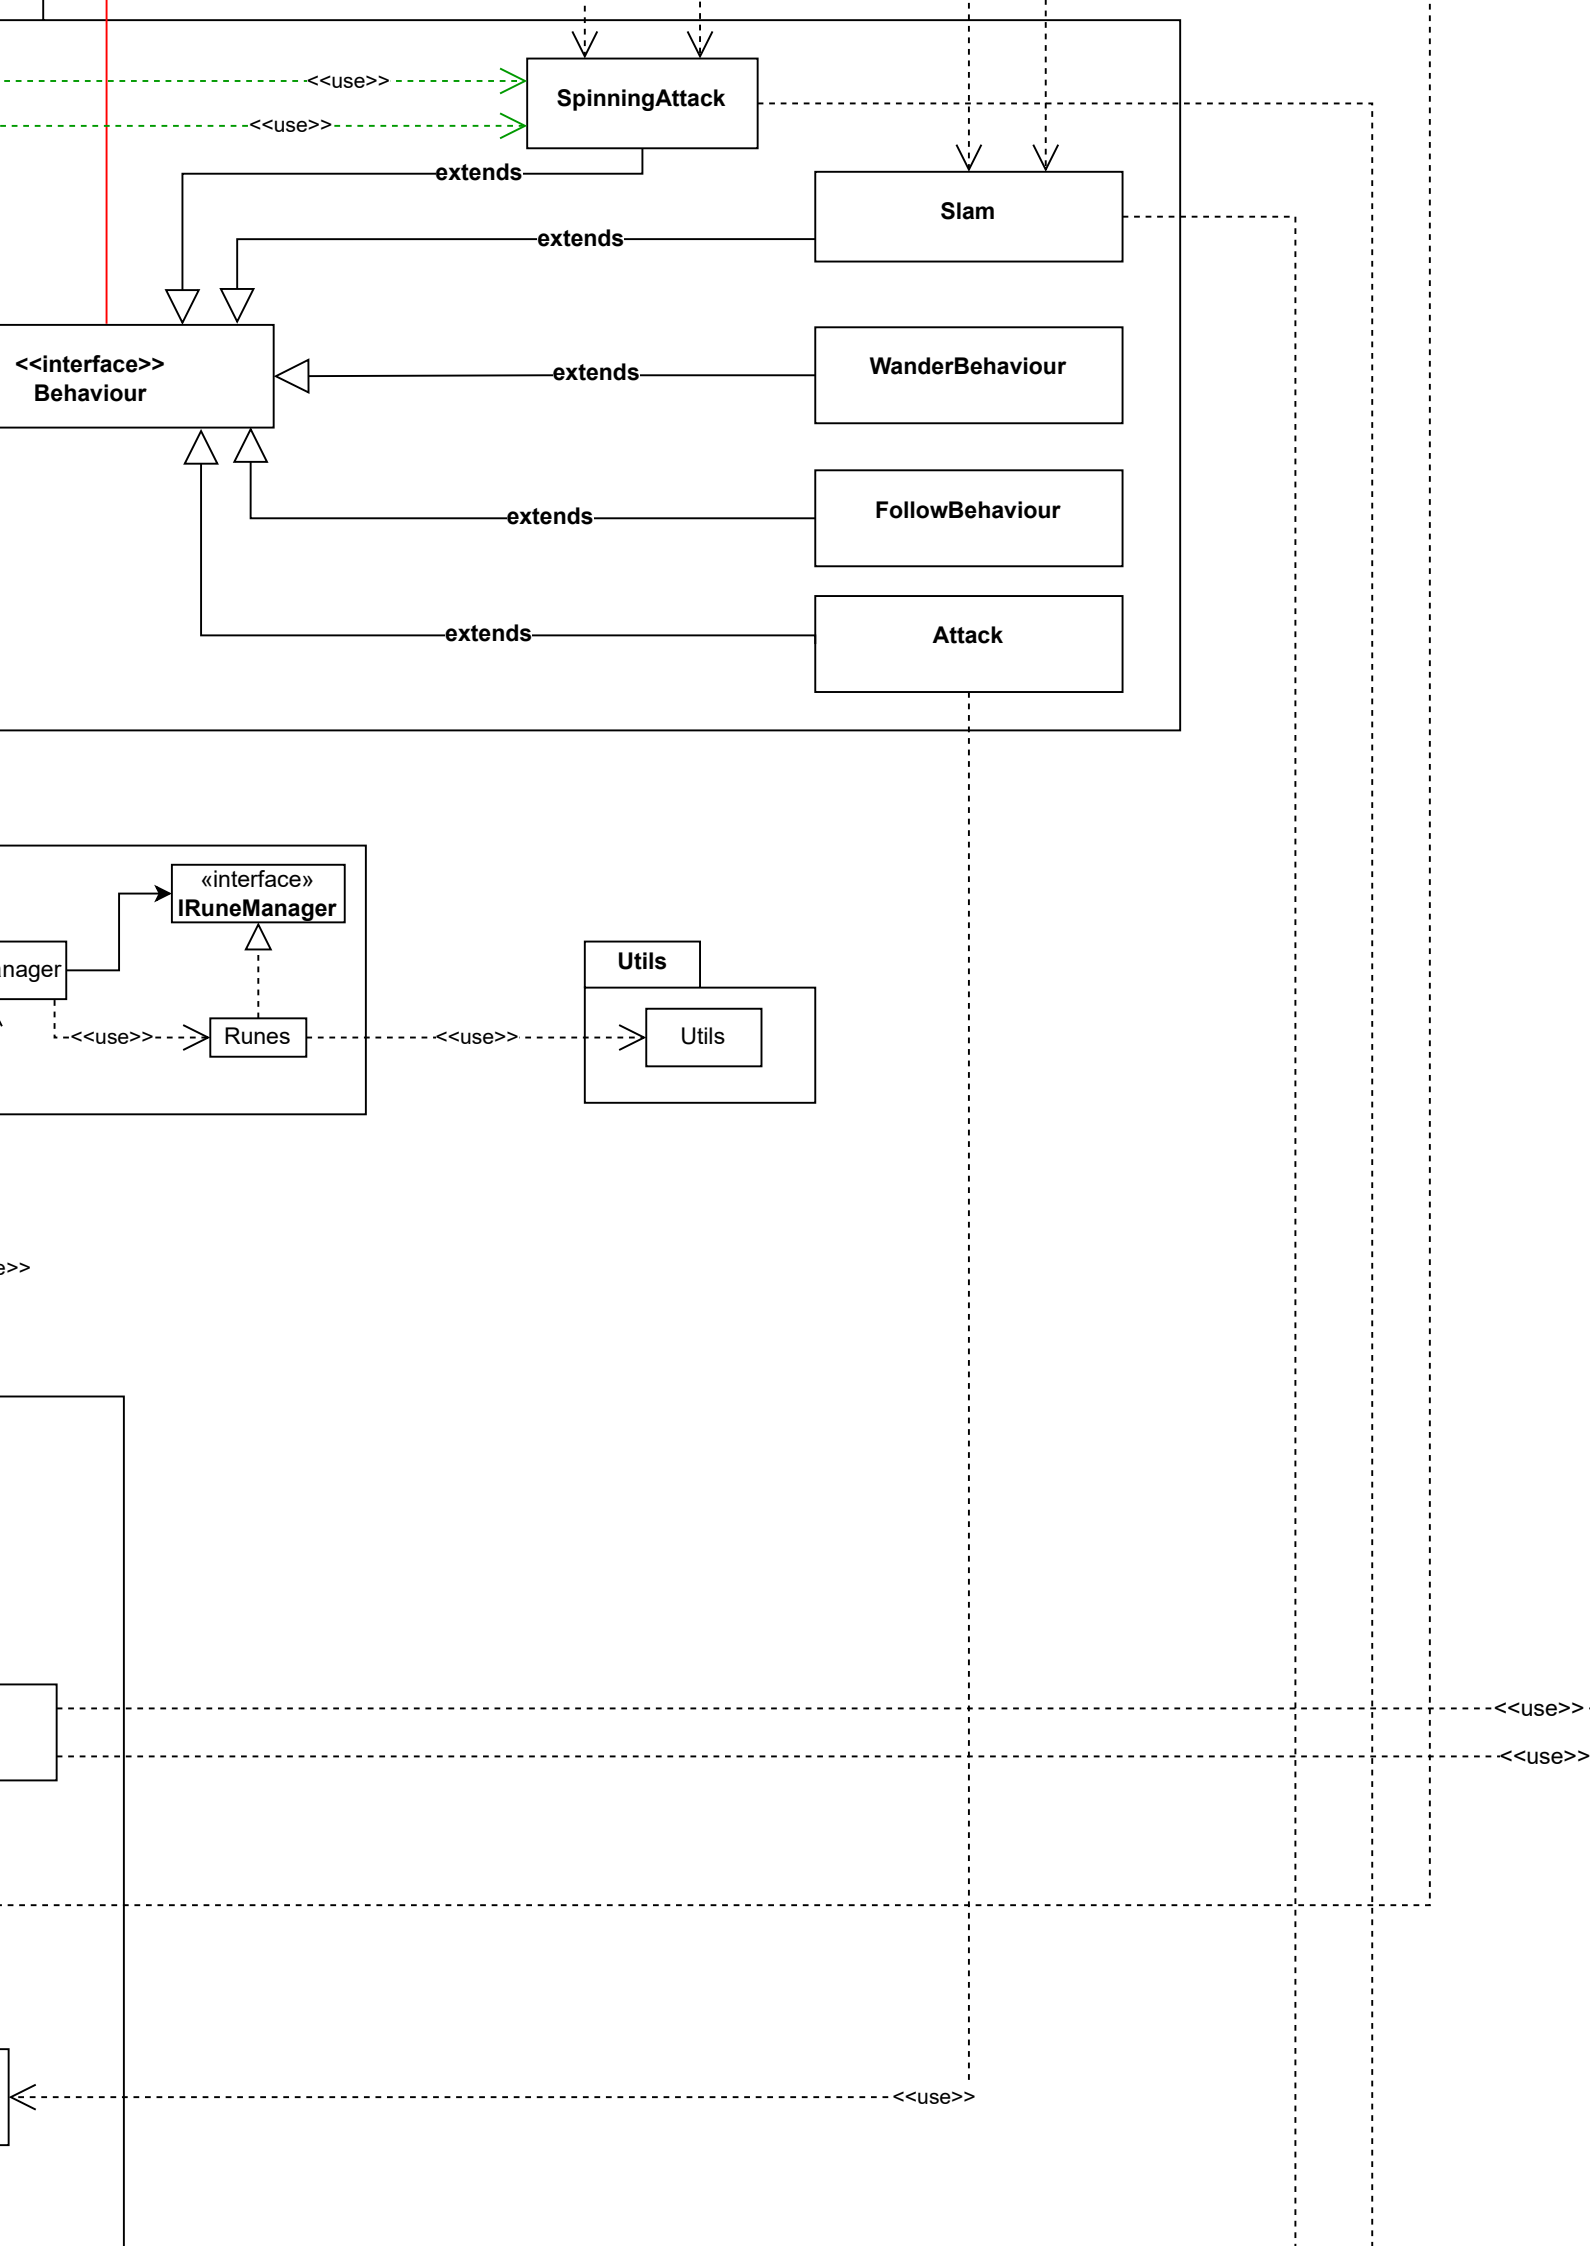 <<use>>
SpinningAttack
<<use>>
extends
Slam
extends
<<interface>>
Behaviour
extends
WanderBehaviour
extends
FollowBehaviour
extends
Attack
«interface»
IRuneManager
Utils
<<use>>
Runes
<<use>>
Utils
<<use>>
<<use>>
<<use>>